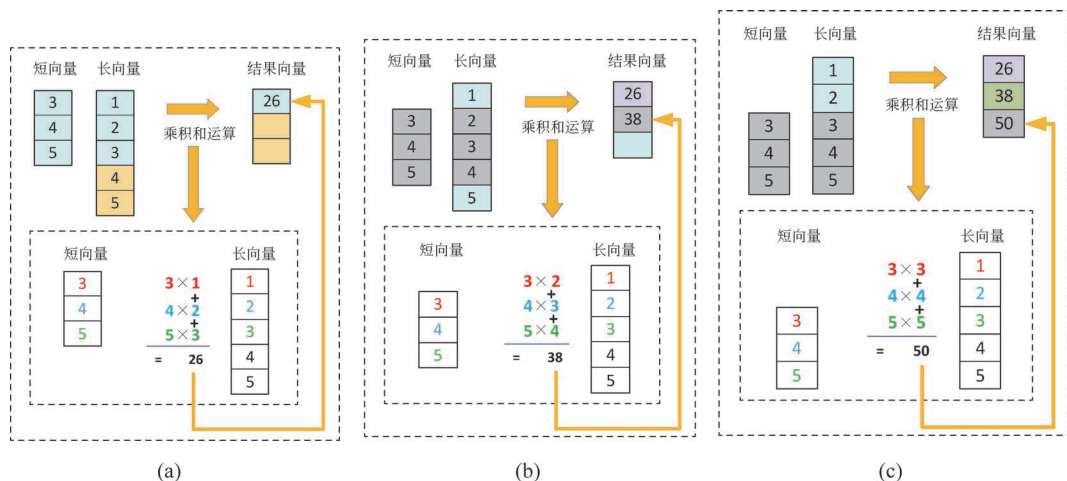 短向量 长向量 结果向量
3 1 26
4 2
5 3
4
5
乘积和运算
短向量 长向量
3 3×1 1
+
4 4×2 2
+
5 5×3 3
= 26 4
5
(a)
短向量 长向量 结果向量
1 26
3 2 38
4 3
5 4
5
乘积和运算
短向量 长向量
3×2 1
+
3 4×3 2
+
4 5×4 3
5 = 38 4
5
(b)
短向量 长向量 结果向量
1 26
2 38
3 3 50
4 4
5 5
乘积和运算
短向量 长向量
3×3 1
+
4×4 2
+
3 5×5 3
4 = 50 4
5 5
(c)